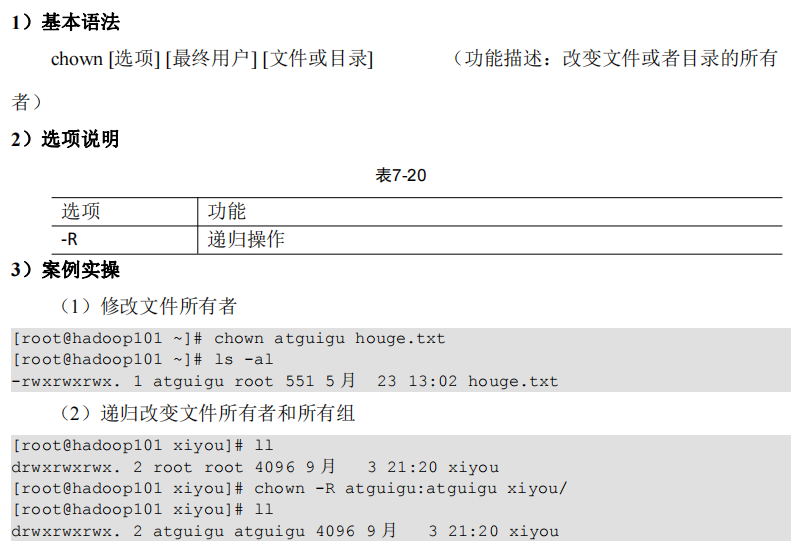 1）基本语法
chown [选项] [最终用户] [文件或目录] （功能描述：改变文件或者目录的所有
者）
2）选项说明
表7-20
选项 功能
-R 递归操作
3）案例实操
（1）修改文件所有者
[root@hadoop101 ~]# chown atguigu houge.txt
[root@hadoop101 ~]# ls -al
-rwxrwxrwx. 1 atguigu root 551 5月 23 13:02 houge.txt
（2）递归改变文件所有者和所有组
[root@hadoop101 xiyou]# ll
drwxrwxrwx. 2 root root 4096 9月 3 21:20 xiyou
[root@hadoop101 xiyou]# chown -R atguigu:atguigu xiyou/
[root@hadoop101 xiyou]# ll
drwxrwxrwx. 2 atguigu atguigu 4096 9月 3 21:20 xiyou